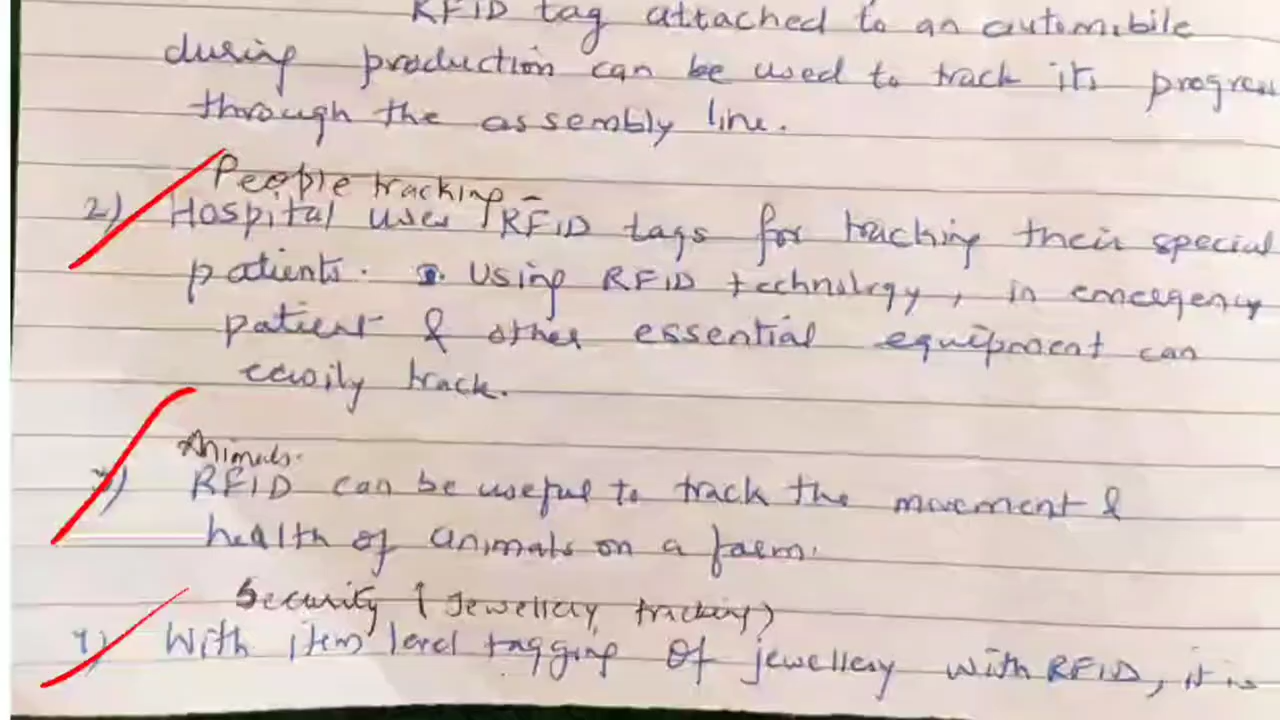 RFID tag attached to an automobile
during production can be used to track its progress
through the assembly line.
People tracking -
2) Hospital uses RFID tags for tracking their special
patients. Using RFID technology, in emergency
patient & other essential equipment can
easily track.
Animals.
3) RFID can be useful to track the movement &
health of animals on a farm.
Security (Jewellery tracking)
4) With item level tagging of jewellery with RFID, it is